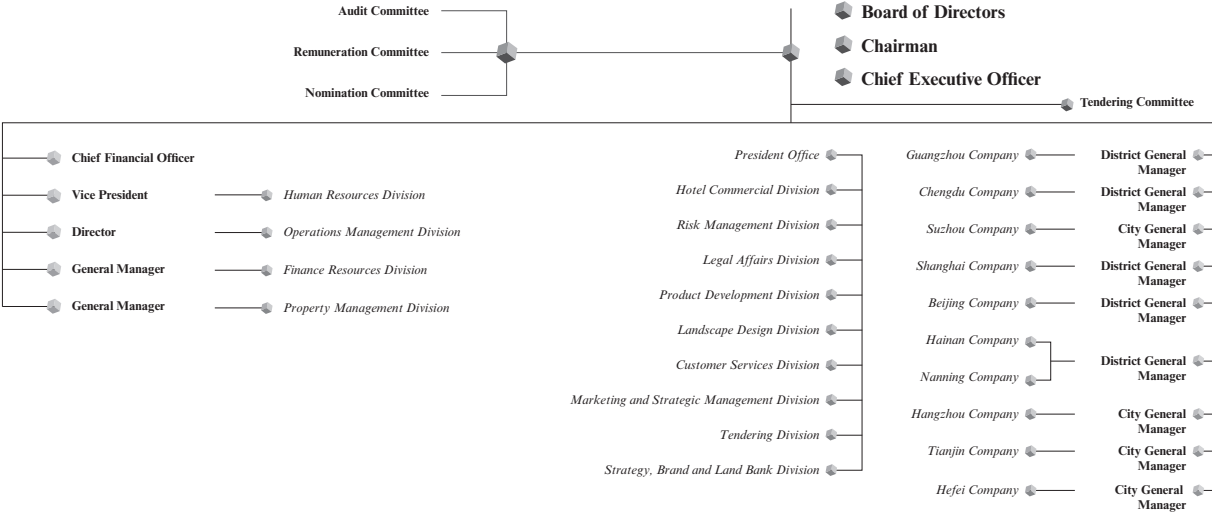 Audit Committee
Remuneration Committee
Nomination Committee
Board of Directors
Chairman
Chief Executive Officer
Tendering Committee
Chief Financial Officer
Vice President
Human Resources Division
Director
Operations Management Division
General Manager
Finance Resources Division
General Manager
Property Management Division
President Office
Hotel Commercial Division
Risk Management Division
Legal Affairs Division
Product Development Division
Landscape Design Division
Customer Services Division
Marketing and Strategic Management Division
Tendering Division
Strategy, Brand and Land Bank Division
Guangzhou Company
District General
Manager
Chengdu Company
District General
Manager
Suzhou Company
City General
Manager
Shanghai Company
District General
Manager
Beijing Company
District General
Manager
Hainan Company
Nanning Company
District General
Manager
Hangzhou Company
City General
Manager
Tianjin Company
City General
Manager
Hefei Company
City General
Manager